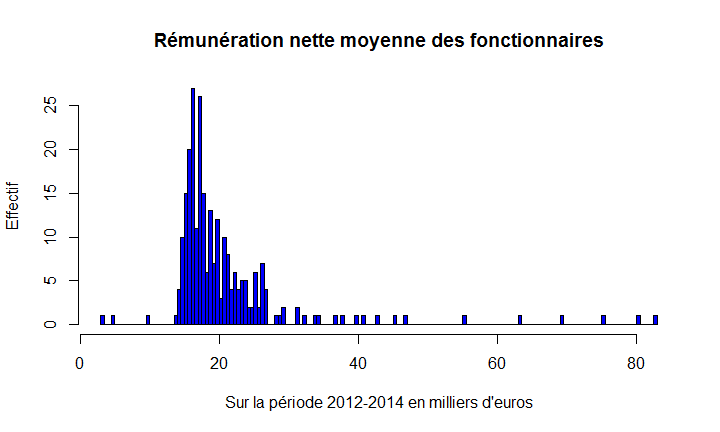 Rémunération nette moyenne des fonctionnaires
Effectif
25
20
15
10
5
0
0 20 40 60 80
Sur la période 2012-2014 en milliers d'euros